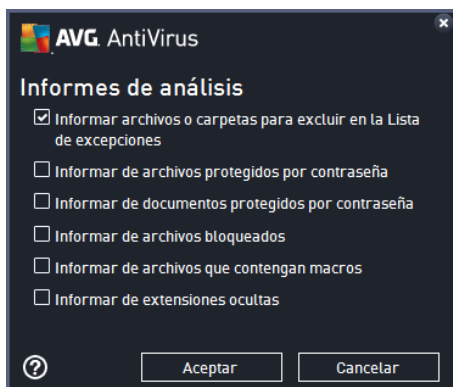 AVG AntiVirus
Informes de análisis
Informar archivos o carpetas para excluir en la Lista
de excepciones
Informar de archivos protegidos por contraseña
Informar de documentos protegidos por contraseña
Informar de archivos bloqueados
Informar de archivos que contengan macros
Informar de extensiones ocultas
? Aceptar Cancelar